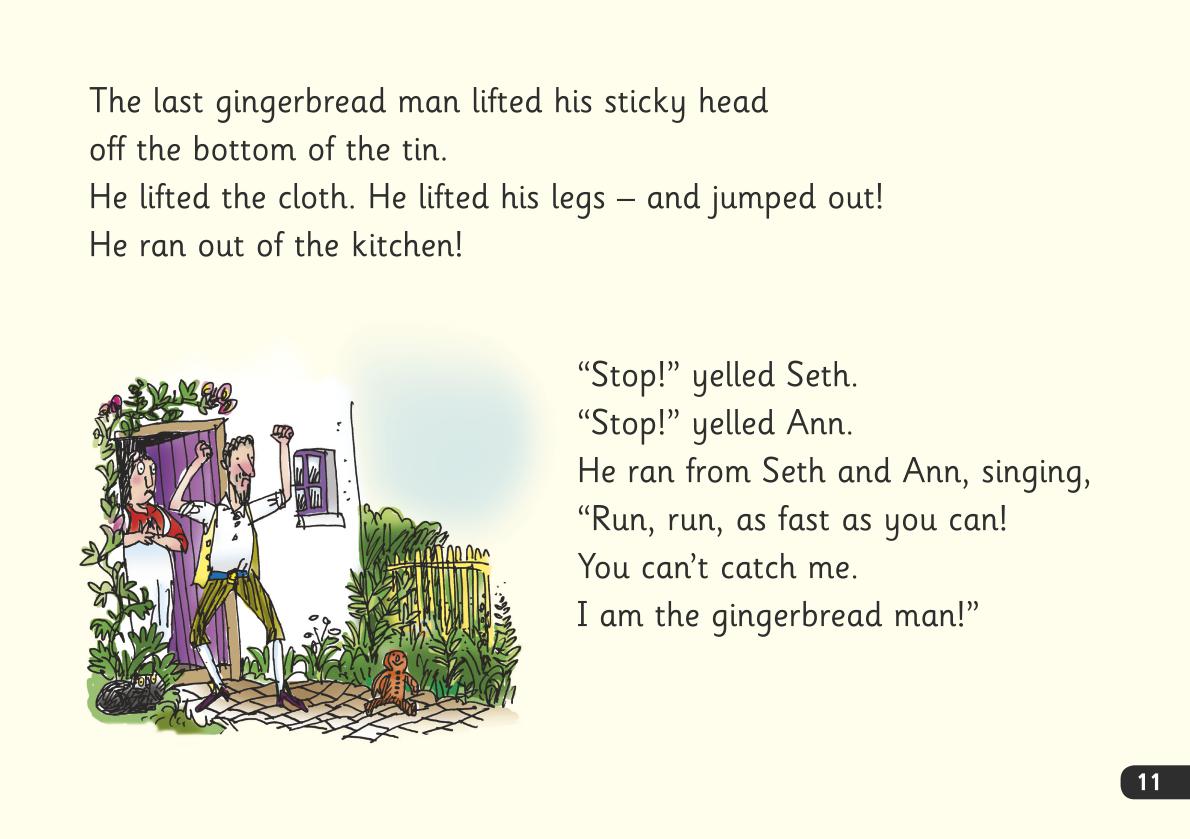 The last gingerbread man lifted his sticky head
off the bottom of the tin.
He lifted the cloth. He lifted his legs – and jumped out!
He ran out of the kitchen!
“Stop!” yelled Seth.
“Stop!” yelled Ann.
He ran from Seth and Ann, singing,
“Run, run, as fast as you can!
You can’t catch me.
I am the gingerbread man!”
11